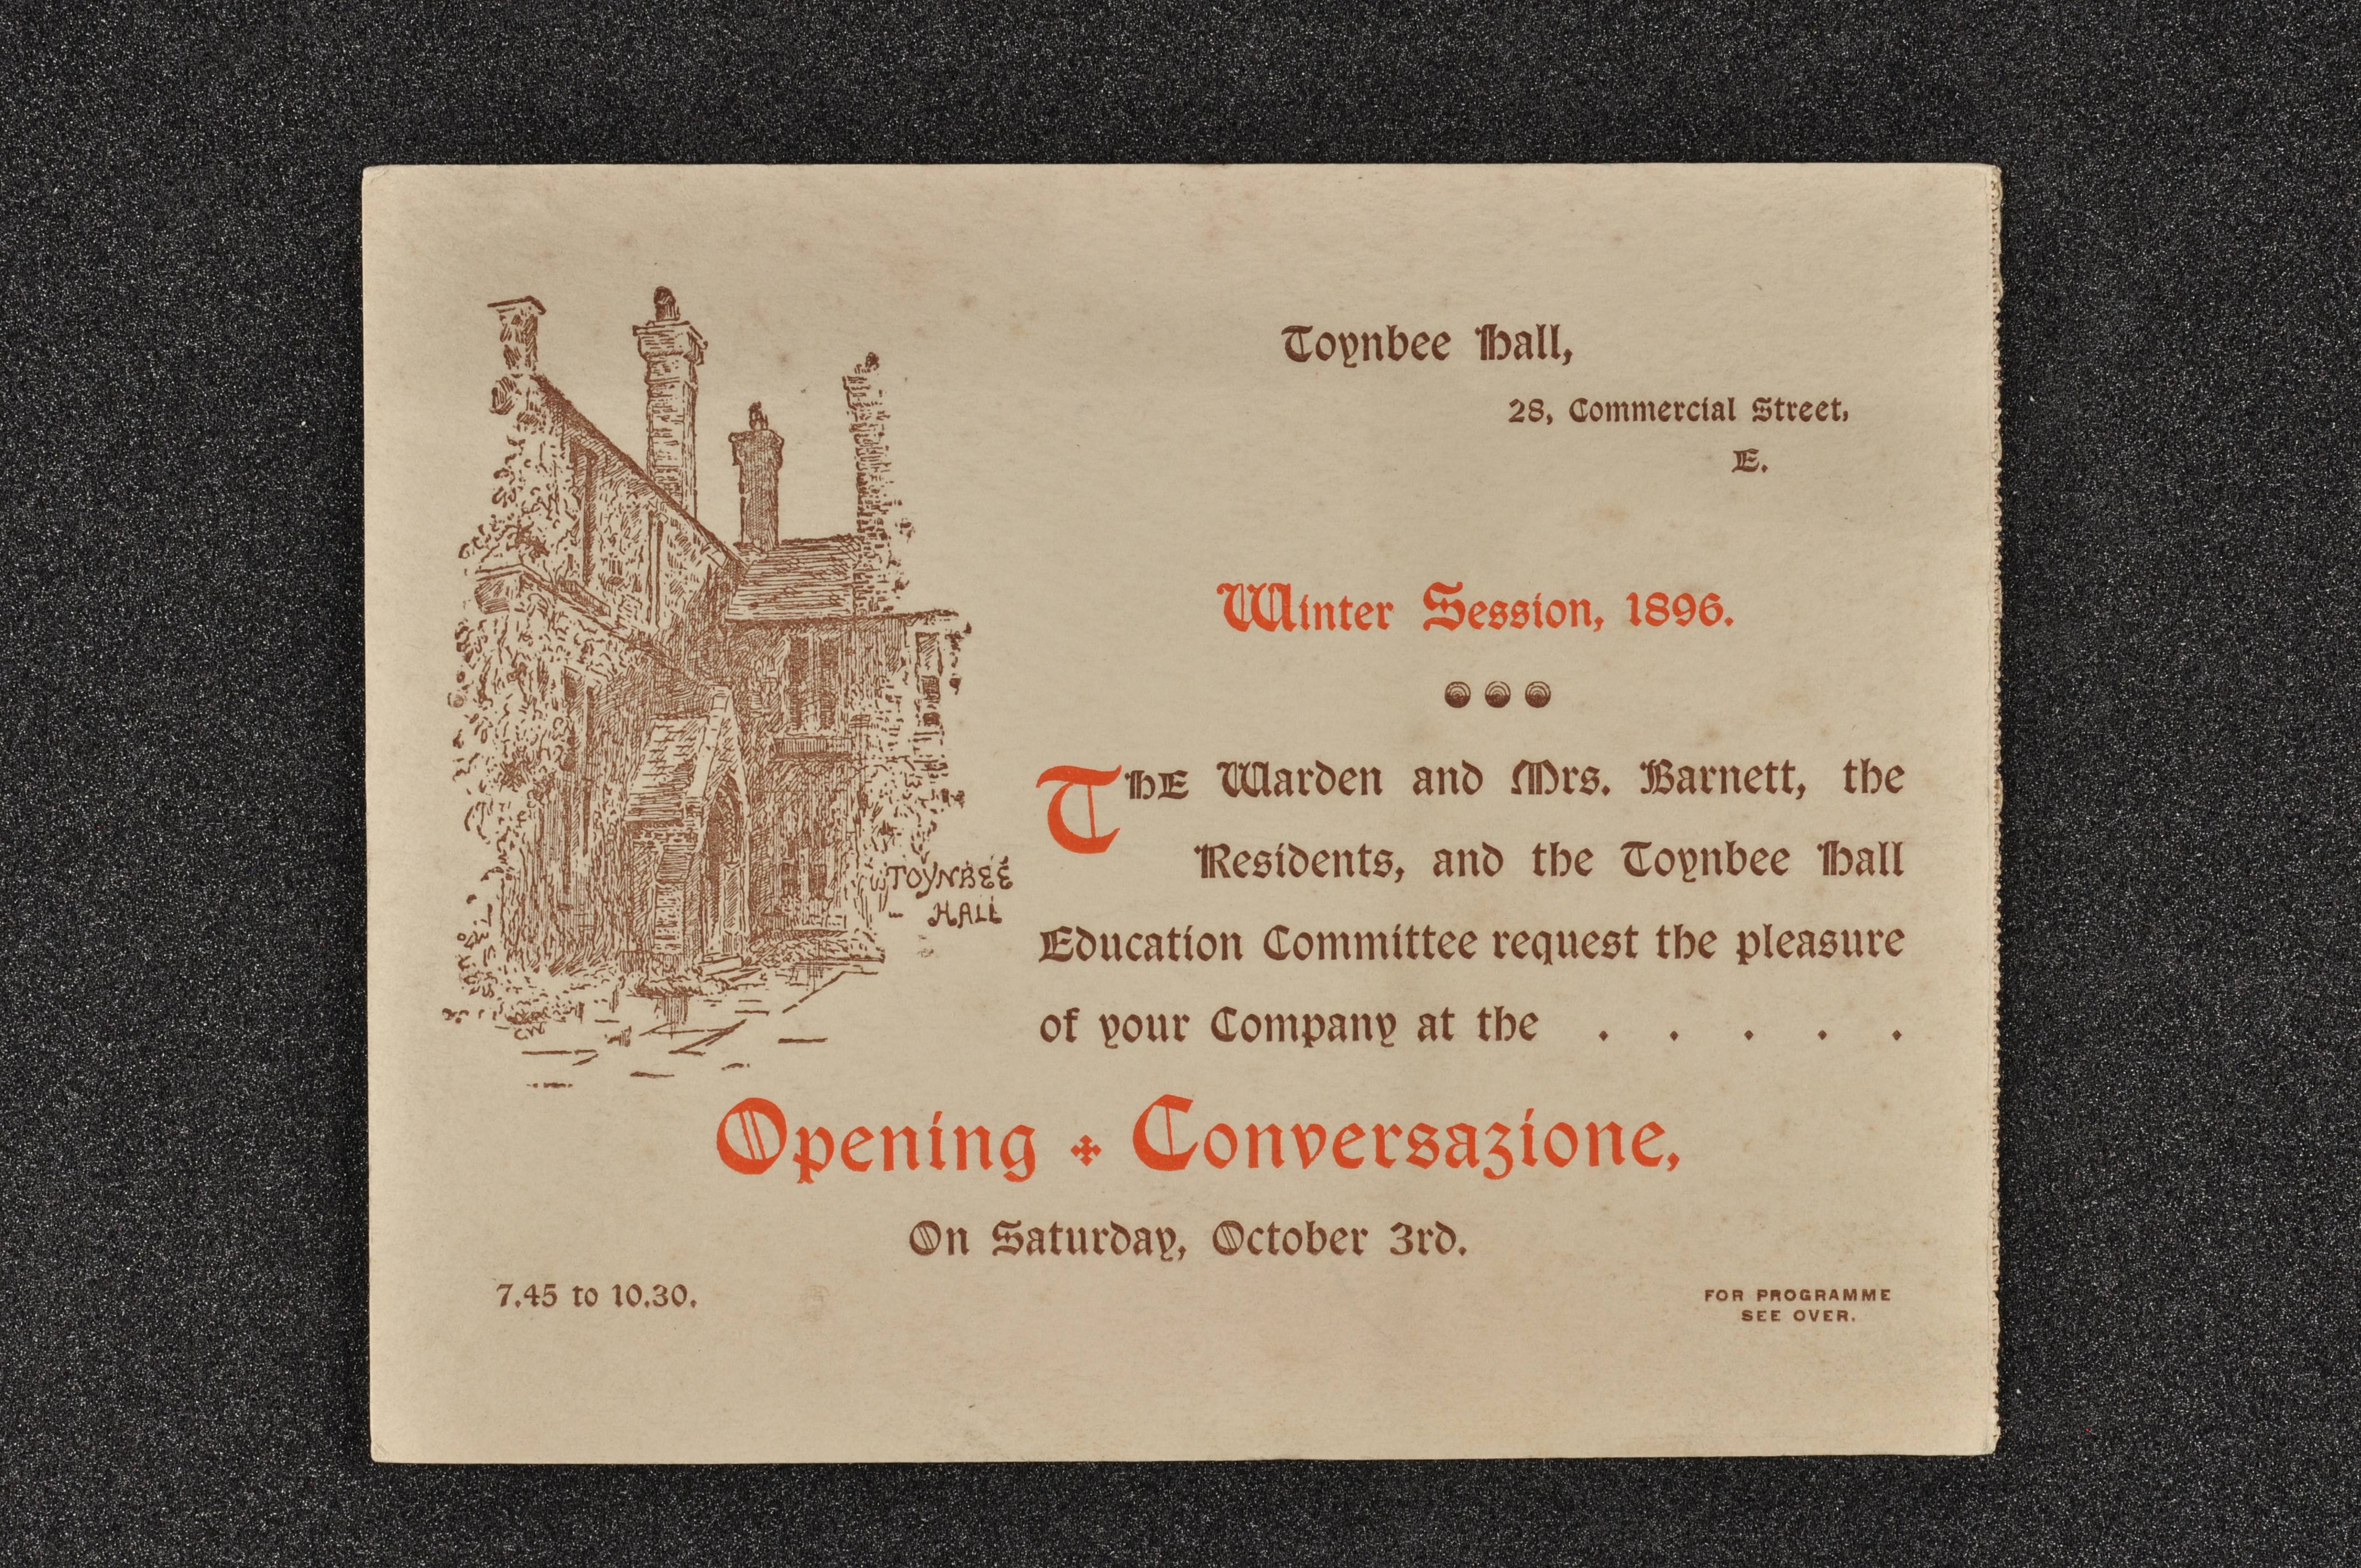 Toynbee Hall,
28, Commercial Street,
E.
Winter Session, 1896.
THE Warden and Mrs. Barnett, the
Residents, and the Toynbee Hall
Education Committee request the pleasure
of your Company at the . . . . .
TOYNBEE
HALL
Opening Conversazione,
On Saturday, October 3rd.
7.45 to 10.30.
FOR PROGRAMME
SEE OVER.